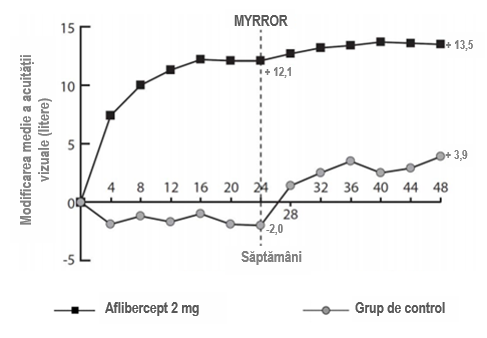 MYRROR
Modificarea medie a acuității
vizuale (litere)
15
10
5
0
-5
+ 13,5
+ 12,1
+ 3,9
-2,0
4 8 12 16 20 24 28 32 36 40 44 48
Săptămâni
Aflibercept 2 mg
Grup de control